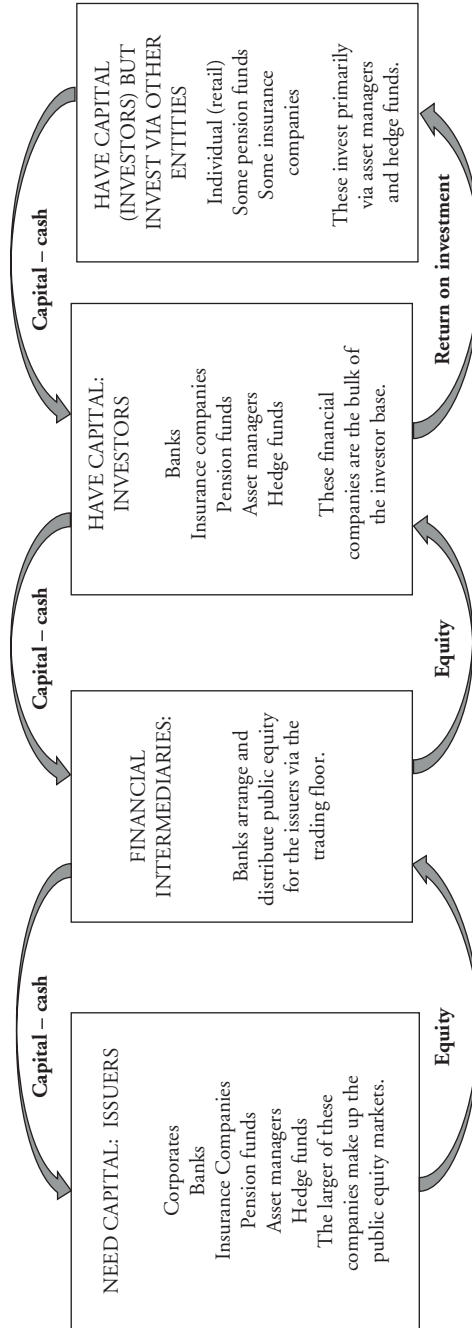 Capital – cash
Capital – cash
Capital – cash
NEED CAPITAL:  ISSUERS
Corporates
Banks
Insurance Companies
Pension funds
Asset managers
Hedge funds
The larger of these
companies make up the
public equity markets.
FINANCIAL
INTERMEDIARIES:
Banks arrange and
distribute public equity
for the issuers via the
trading floor.
HAVE CAPITAL:
INVESTORS
Banks
Insurance companies
Pension funds
Asset managers
Hedge funds
These financial
companies are the bulk of
the investor base.
HAVE CAPITAL
(INVESTORS) BUT
INVEST VIA OTHER
ENTITIES
Individual (retail)
Some pension funds
Some insurance
companies
These invest primarily
via asset managers
and hedge funds.
Equity
Equity
Return on investment